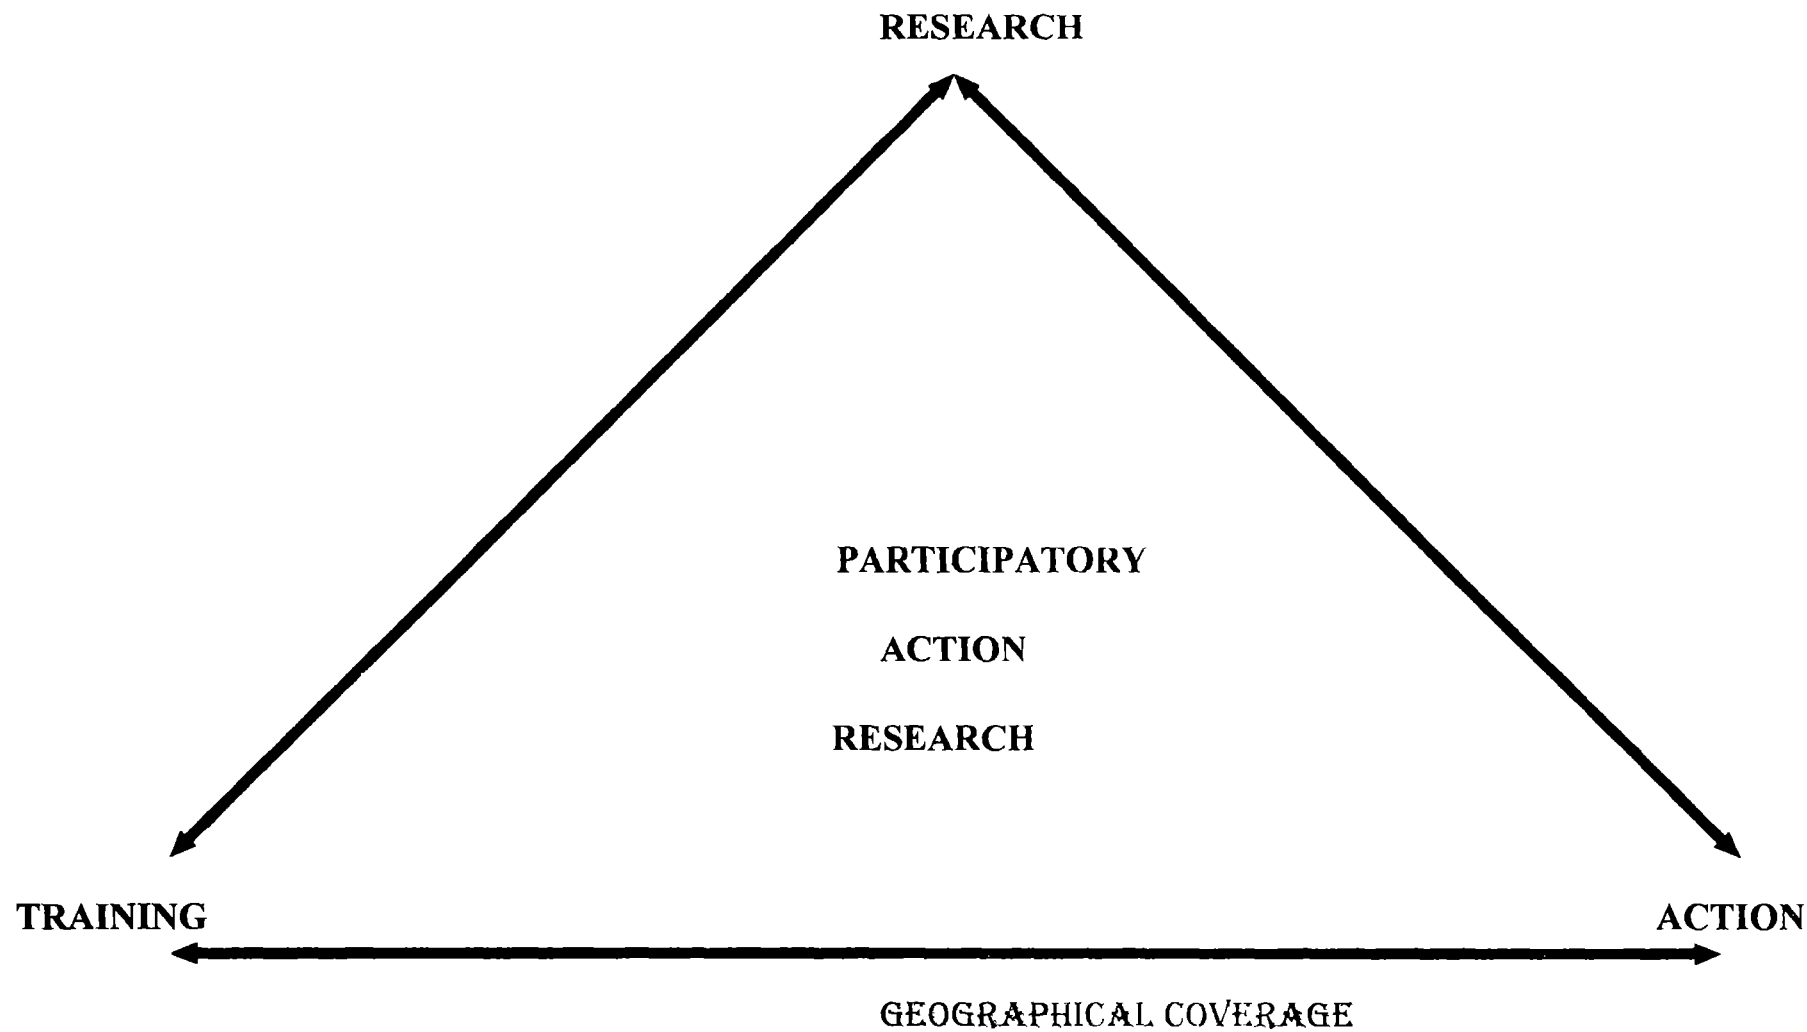 RESEARCH
PARTICIPATORY
ACTION
RESEARCH
TRAINING
ACTION
GEOGRAPHICAL COVERAGE